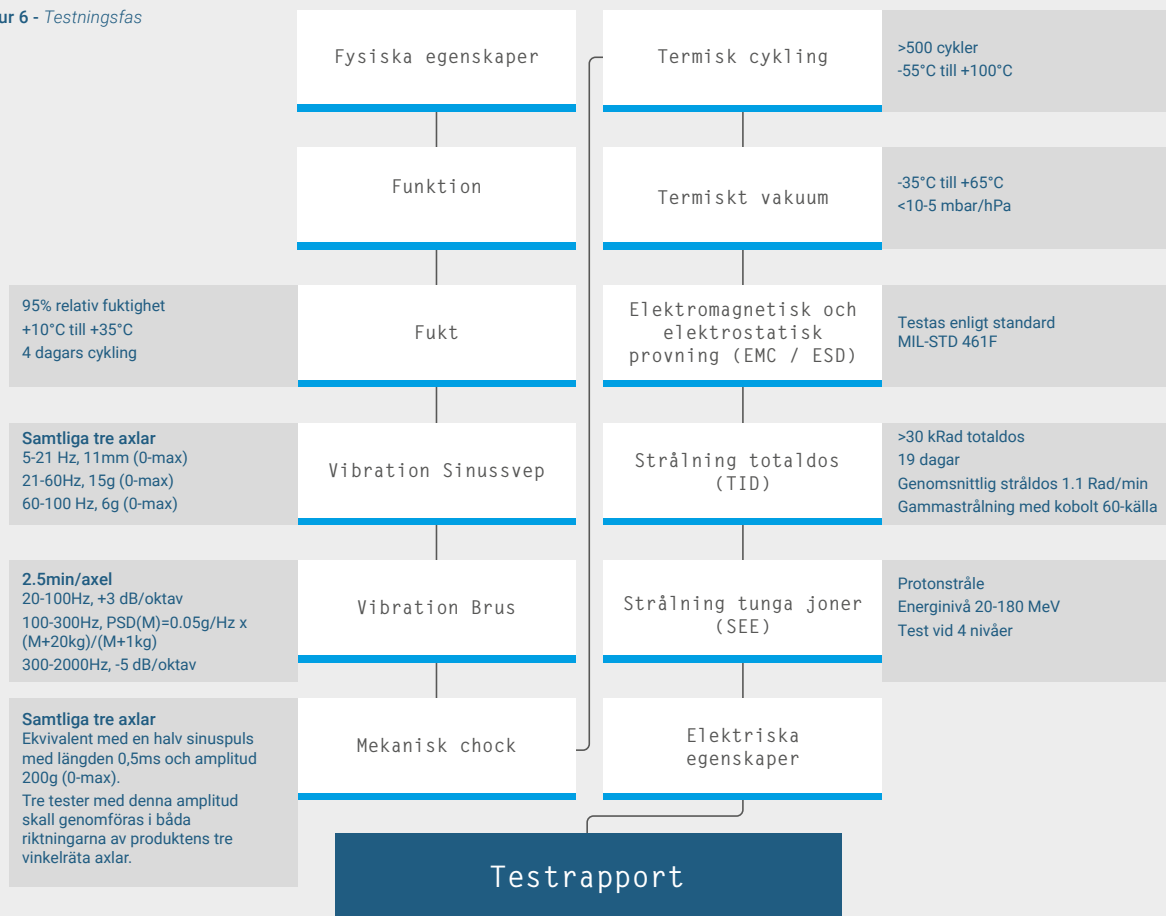 ur 6 - Testningsfas
Fysiska egenskaper
Funktion
95% relativ fuktighet
+10°C till +35°C
4 dagars cykling
Fukt
Samtliga tre axlar
5-21 Hz, 11mm (0-max)
21-60Hz, 15g (0-max)
60-100 Hz, 6g (0-max)
Vibration Sinussvep
2.5min/axel
20-100Hz, +3 dB/oktav
100-300Hz, PSD(M)=0.05g/Hz x
(M+20kg)/(M+1kg)
300-2000Hz, -5 dB/oktav
Vibration Brus
Samtliga tre axlar
Ekvivalent med en halv sinuspuls
med längden 0,5ms och amplitud
200g (0-max).
Tre tester med denna amplitud
skall genomföras i båda
riktningarna av produktens tre
vinkelräta axlar.
Mekanisk chock
Termisk cykling
>500 cykler
-55°C till +100°C
Termiskt vakuum
-35°C till +65°C
<10-5 mbar/hPa
Elektromagnetisk och
elektrostatisk
provning (EMC / ESD)
Testas enligt standard
MIL-STD 461F
Strålning totaldos
(TID)
>30 kRad totaldos
19 dagar
Genomsnittlig stråldos 1.1 Rad/min
Gammastrålning med kobolt 60-källa
Strålning tunga joner
(SEE)
Protonstråle
Energinivå 20-180 MeV
Test vid 4 nivåer
Elektriska
egenskaper
Testrapport